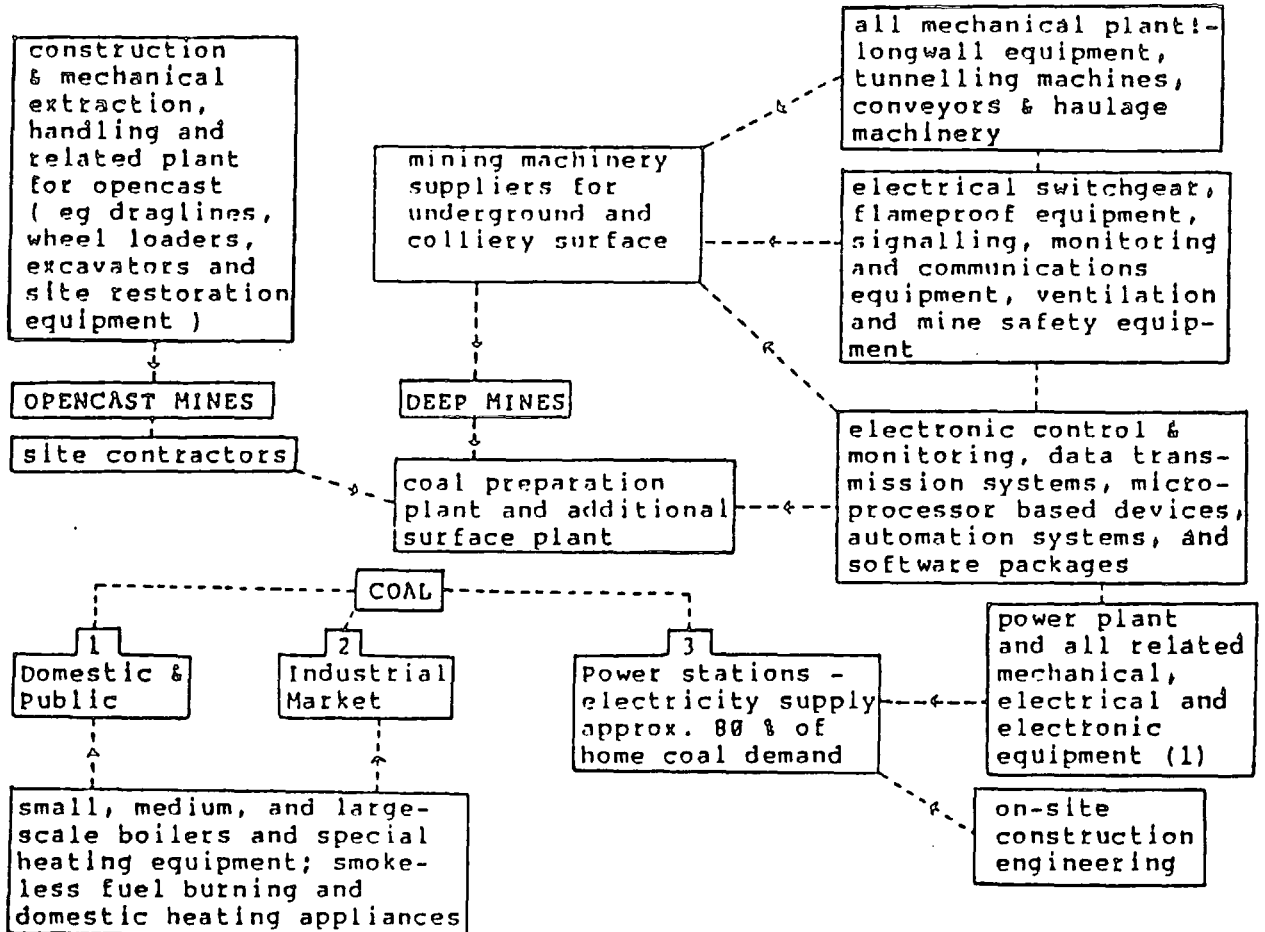 construction
& mechanical
extraction,
handling and
related plant
for opencast
( eg draglines,
wheel loaders,
excavators and
site restoration
equipment )
OPENCAST MINES
site contractors
mining machinery
suppliers for
underground and
colliery surface
DEEP MINES
coal preparation
plant and additional
surface plant
all mechanical plant:-
longwall equipment,
tunnelling machines,
conveyors & haulage
machinery
electrical switchgear,
flameproof equipment,
signalling, monitoring
and communications
equipment, ventilation
and mine safety equip-
ment
electronic control &
monitoring, data trans-
mission systems, micro-
processor based devices,
automation systems, and
software packages
COAL
1
Domestic &
Public
2
Industrial
Market
3
Power stations -
electricity supply
approx. 80 % of
home coal demand
power plant
and all related
mechanical,
electrical and
electronic
equipment (1)
on-site
construction
engineering
small, medium, and large-
scale boilers and special
heating equipment; smoke-
less fuel burning and
domestic heating appliances